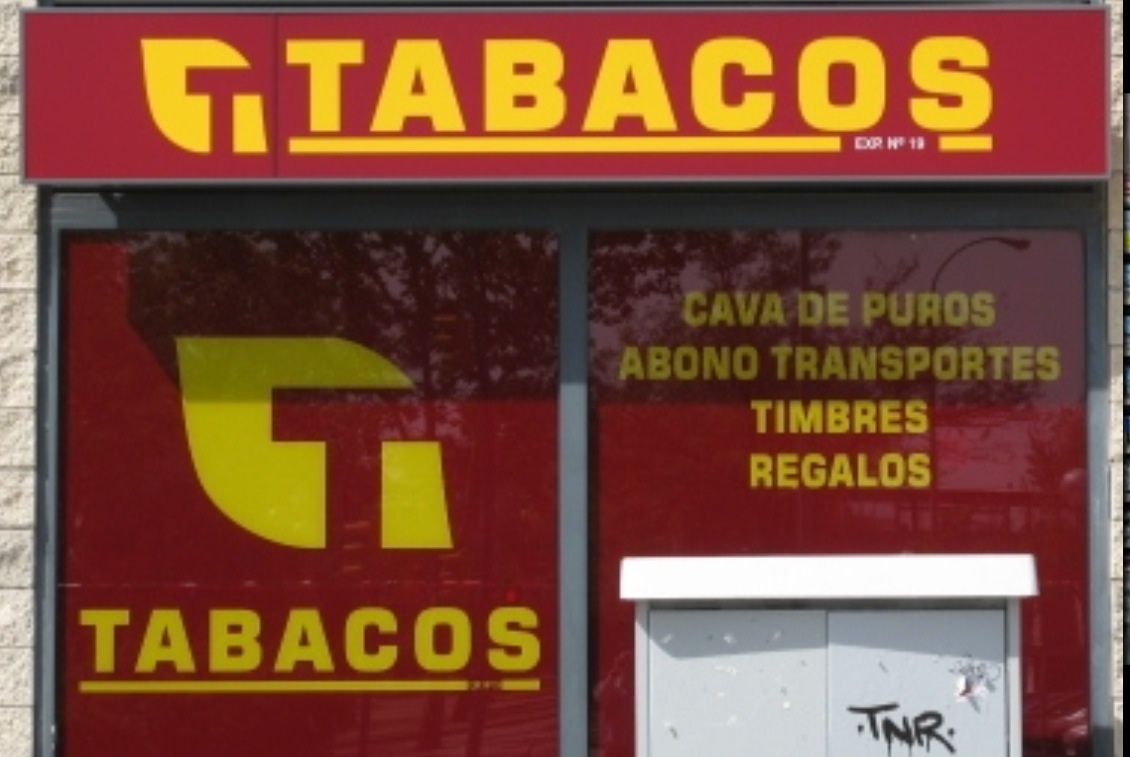 TABACOS
EXP. Nº 19
CAVA DE PUROS
ABONO TRANSPORTES
TIMBRES
REGALOS
TABACOS
·TNR·